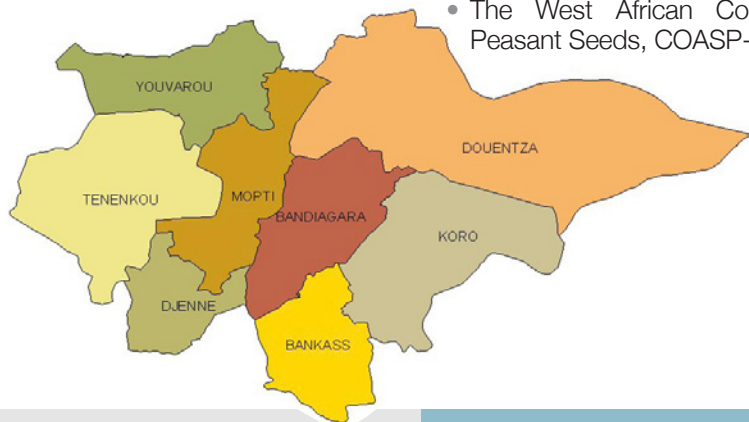 • The West African Co
Peasant Seeds, COASP-
YOUVAROU
DOUENTZA
TENENKOU
MOPTI
BANDIAGARA
KORO
DJENNE
BANKASS